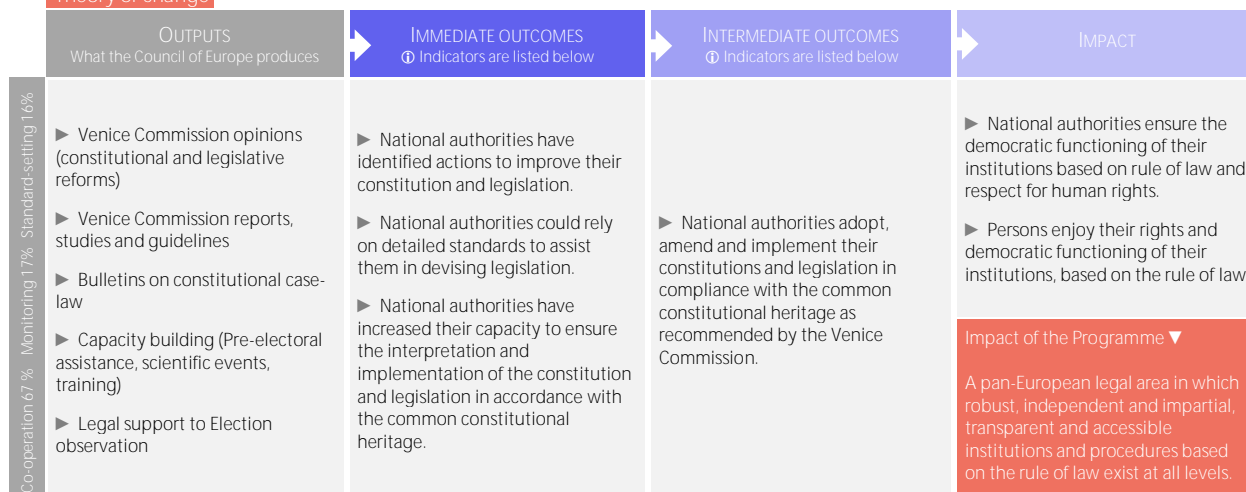 Theory of change
OUTPUTS
What the Council of Europe produces
IMMEDIATE OUTCOMES
🛈 Indicators are listed below
INTERMEDIATE OUTCOMES
🛈 Indicators are listed below
IMPACT
Co-operation 67 % Monitoring 17% Standard-setting 16%
► Venice Commission opinions
(constitutional and legislative
reforms)
► Venice Commission reports,
studies and guidelines
► Bulletins on constitutional case-
law
► Capacity building (Pre-electoral
assistance, scientific events,
training)
► Legal support to Election
observation
► National authorities have
identified actions to improve their
constitution and legislation.
► National authorities could rely
on detailed standards to assist
them in devising legislation.
► National authorities have
increased their capacity to ensure
the interpretation and
implementation of the constitution
and legislation in accordance with
the common constitutional
heritage.
► National authorities adopt,
amend and implement their
constitutions and legislation in
compliance with the common
constitutional heritage as
recommended by the Venice
Commission.
► National authorities ensure the
democratic functioning of their
institutions based on rule of law and
respect for human rights.
► Persons enjoy their rights and
democratic functioning of their
institutions, based on the rule of law
Impact of the Programme ▼
A pan-European legal area in which
robust, independent and impartial,
transparent and accessible
institutions and procedures based
on the rule of law exist at all levels.